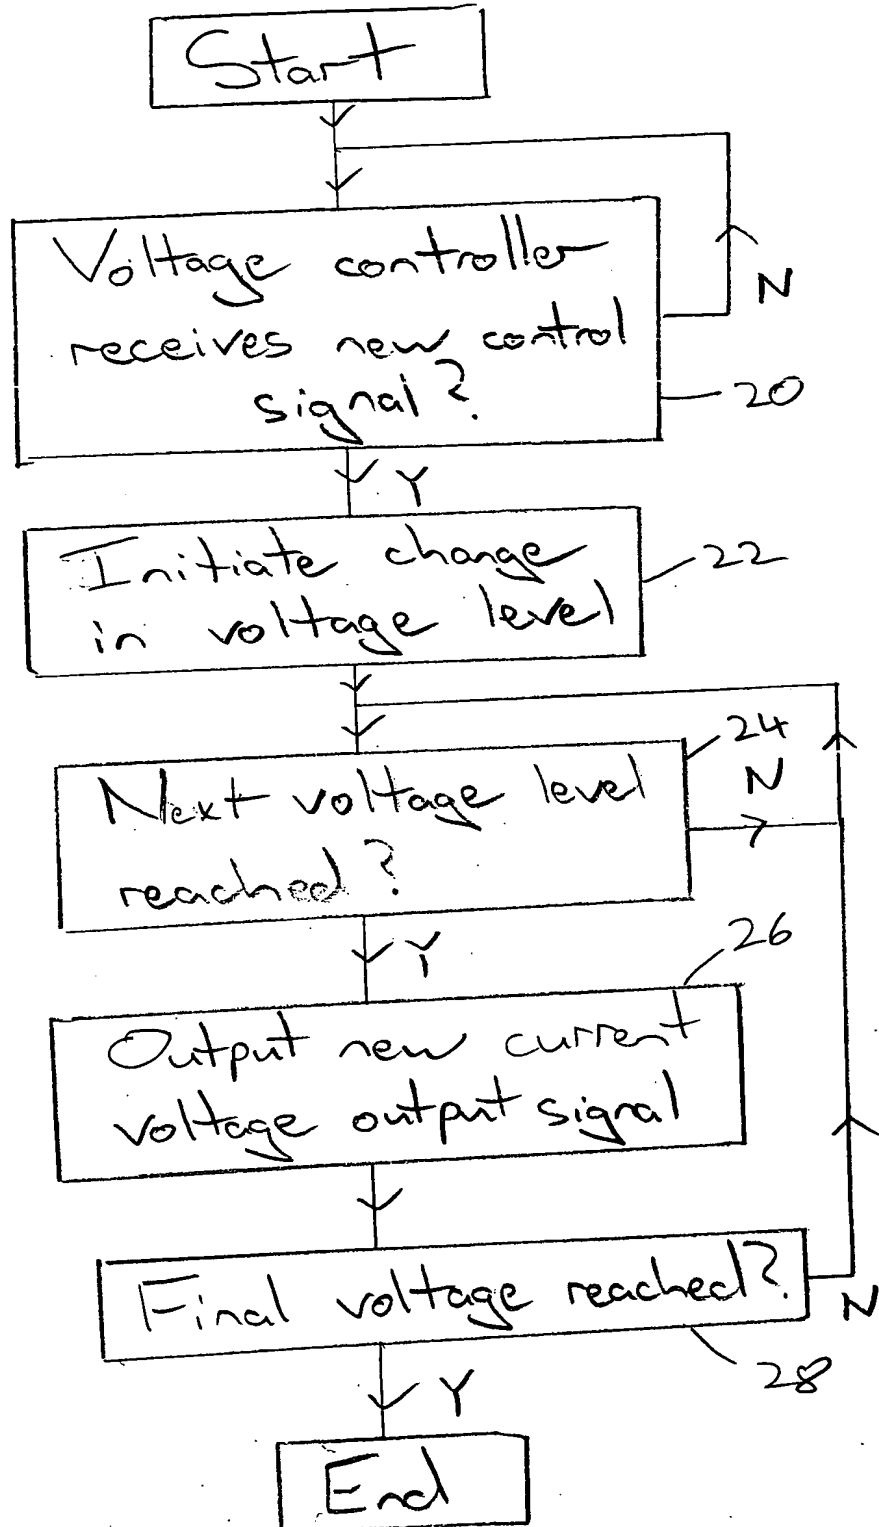 Start
Voltage controller
receives new control
signal?
N
20
Y
Initiate change
in voltage level
22
24
Next voltage level
reached?
N
Y
26
Output new current
voltage output signal
Final voltage reached?
N
28
Y
End